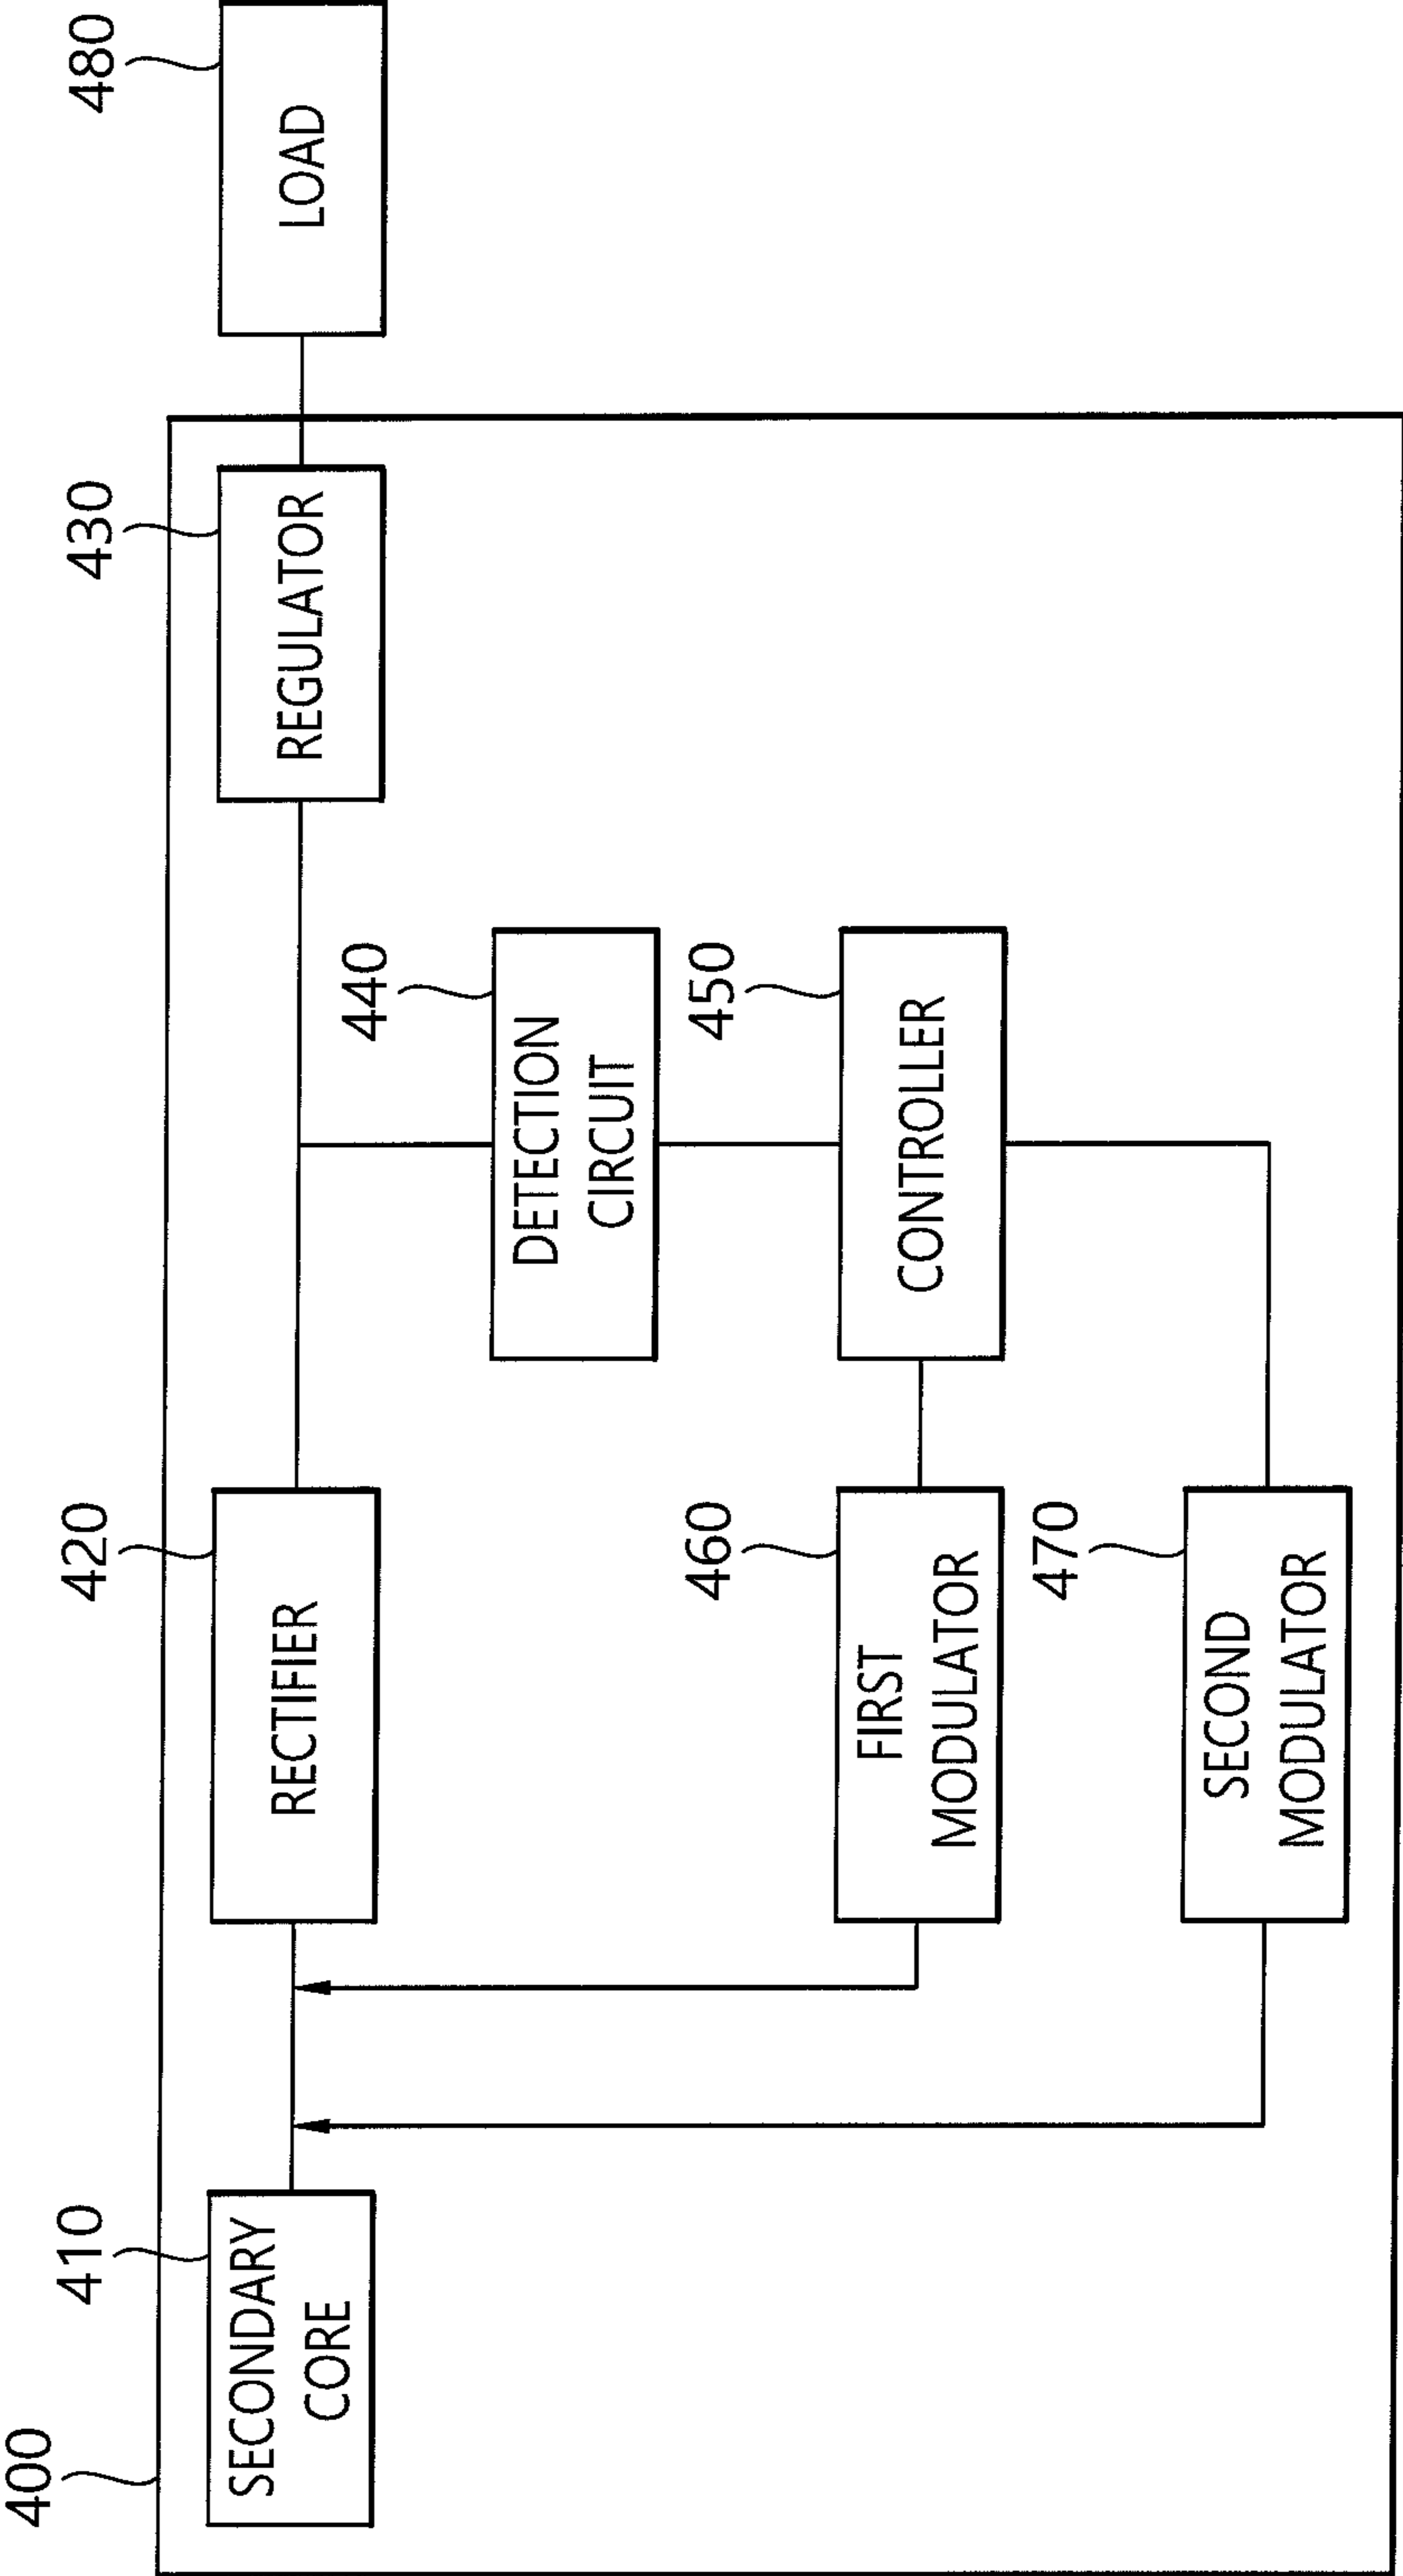 400
410
SECONDARY
CORE
420
RECTIFIER
430
REGULATOR
480
LOAD
440
DETECTION
CIRCUIT
460
FIRST
MODULATOR
450
CONTROLLER
470
SECOND
MODULATOR